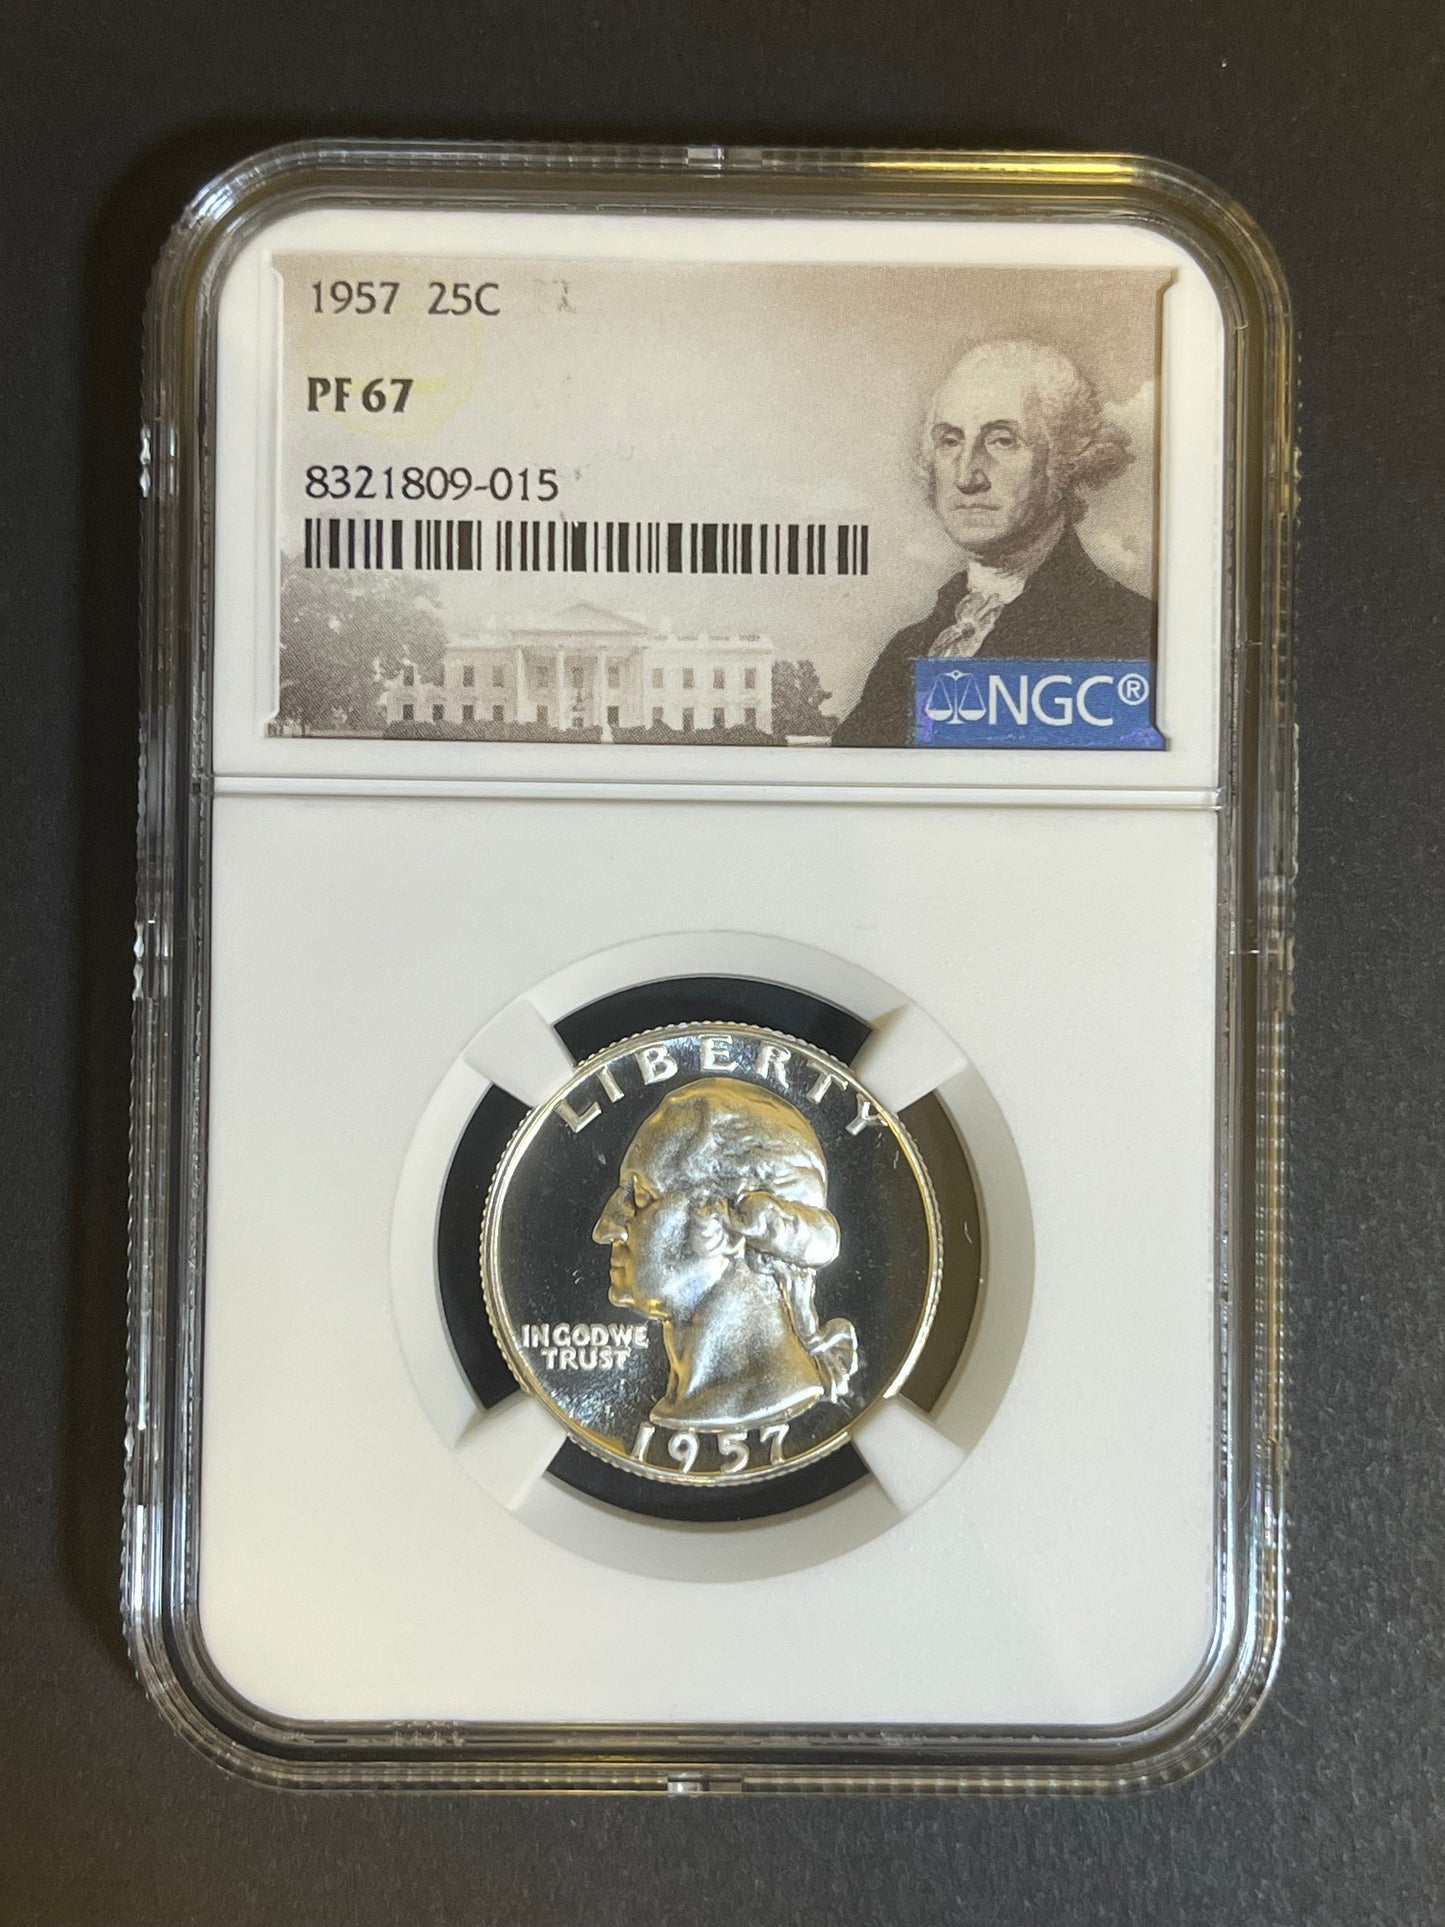 1957 25C
PF 67
8321809-015
NGC®
LIBERTY
IN GOD WE
TRUST
1957